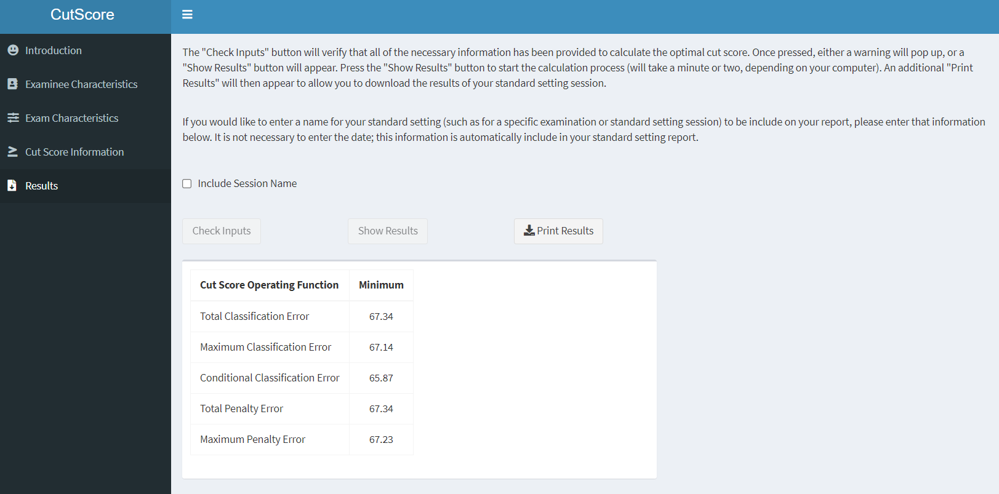 CutScore
Introduction
Examinee Characteristics
Exam Characteristics
Cut Score Information
Results
The "Check Inputs" button will verify that all of the necessary information has been provided to calculate the optimal cut score. Once pressed, either a warning will pop up, or a
"Show Results" button will appear. Press the "Show Results" button to start the calculation process (will take a minute or two, depending on your computer). An additional "Print
Results" will then appear to allow you to download the results of your standard setting session.
If you would like to enter a name for your standard setting (such as for a specific examination or standard setting session) to be include on your report, please enter that information
below. It is not necessary to enter the date; this information is automatically include in your standard setting report.
Include Session Name
Check Inputs Show Results Print Results
Cut Score Operating Function Minimum
Total Classification Error 67.34
Maximum Classification Error 67.14
Conditional Classification Error 65.87
Total Penalty Error 67.34
Maximum Penalty Error 67.23